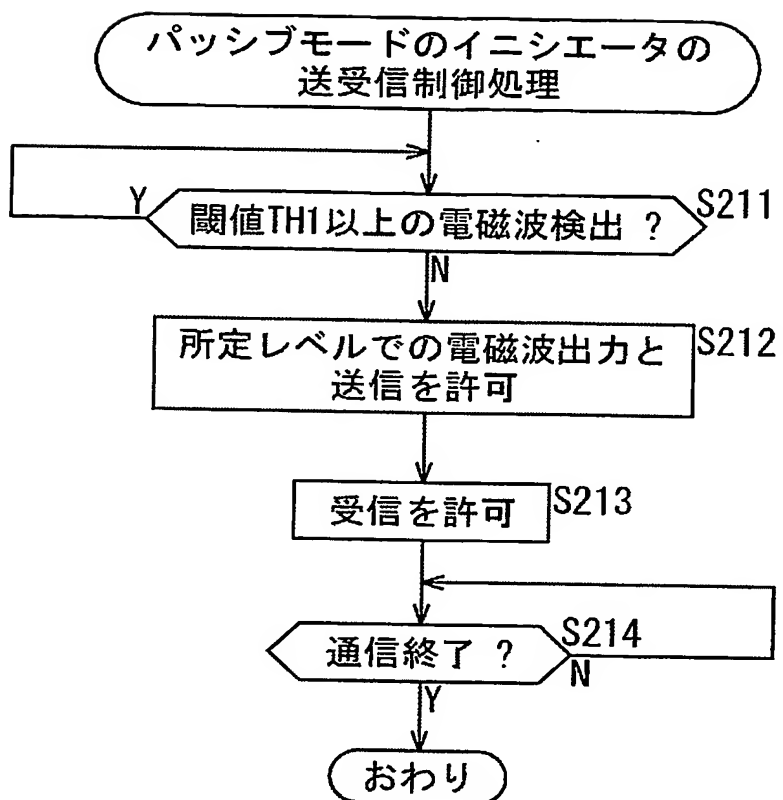 パッシブモードのイニシエータの
送受信制御処理
Y
閾値TH1以上の電磁波検出 ?
S211
N
所定レベルでの電磁波出力と
送信を許可
S212
受信を許可
S213
通信終了 ?
S214
N
Y
おわり